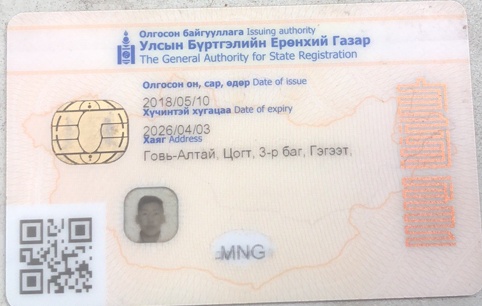 Олгосон байгууллага Issuing authority
Улсын Бүртгэлийн Ерөнхий Газар
The General Authority for State Registration
Олгосон он, сар, өдөр Date of issue
2018/05/10
Хүчинтэй хугацаа Date of expiry
2026/04/03
Хаяг Address
Говь-Алтай, Цогт, 3-р баг, Гэгээт,
MNG